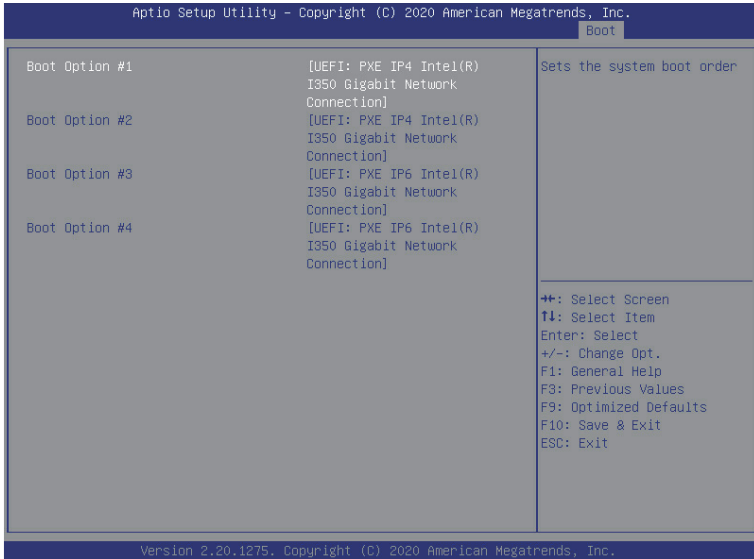 Aptio Setup Utility – Copyright (C) 2020 American Megatrends, Inc.
Boot
Boot Option #1 [UEFI: PXE IP4 Intel(R)
I350 Gigabit Network
Connection]
Boot Option #2 [UEFI: PXE IP4 Intel(R)
I350 Gigabit Network
Connection]
Boot Option #3 [UEFI: PXE IP6 Intel(R)
I350 Gigabit Network
Connection]
Boot Option #4 [UEFI: PXE IP6 Intel(R)
I350 Gigabit Network
Connection]
Sets the system boot order
→←: Select Screen
↑↓: Select Item
Enter: Select
+/-: Change Opt.
F1: General Help
F3: Previous Values
F9: Optimized Defaults
F10: Save & Exit
ESC: Exit
Version 2.20.1275. Copyright (C) 2020 American Megatrends, Inc.